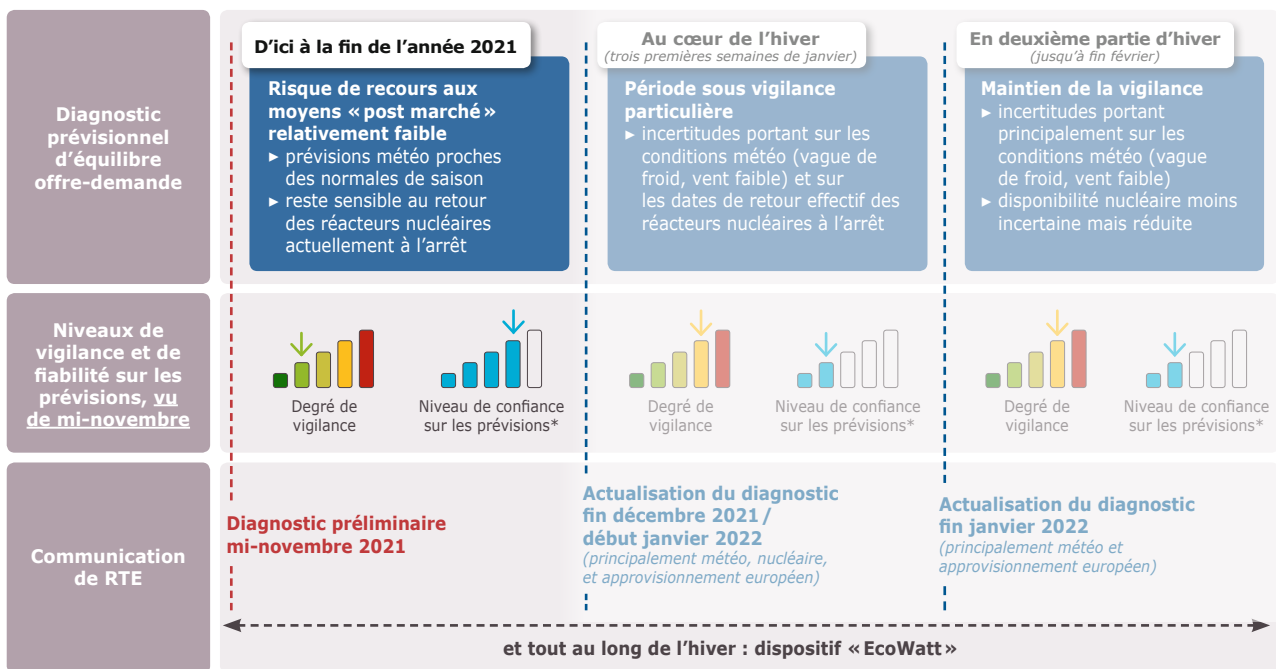 D'ici à la fin de l'année 2021
Au cœur de l'hiver
(trois premières semaines de janvier)
En deuxième partie d'hiver
(jusqu'à fin février)
Diagnostic
prévisionnel
d'équilibre
offre-demande
Risque de recours aux
moyens « post marché »
relativement faible
► prévisions météo proches
des normales de saison
► reste sensible au retour
des réacteurs nucléaires
actuellement à l'arrêt
Période sous vigilance
particulière
► incertitudes portant sur les
conditions météo (vague de
froid, vent faible) et sur
les dates de retour effectif des
réacteurs nucléaires à l'arrêt
Maintien de la vigilance
► incertitudes portant
principalement sur les
conditions météo (vague
de froid, vent faible)
► disponibilité nucléaire moins
incertaine mais réduite
Niveaux de
vigilance et de
fiabilité sur les
prévisions, vu
de mi-novembre
Degré de
vigilance
Niveau de confiance
sur les prévisions*
Degré de
vigilance
Niveau de confiance
sur les prévisions*
Degré de
vigilance
Niveau de confiance
sur les prévisions*
Communication
de RTE
Diagnostic préliminaire
mi-novembre 2021
Actualisation du diagnostic
fin décembre 2021 /
début janvier 2022
(principalement météo, nucléaire,
et approvisionnement européen)
Actualisation du diagnostic
fin janvier 2022
(principalement météo et
approvisionnement européen)
et tout au long de l'hiver : dispositif « EcoWatt »